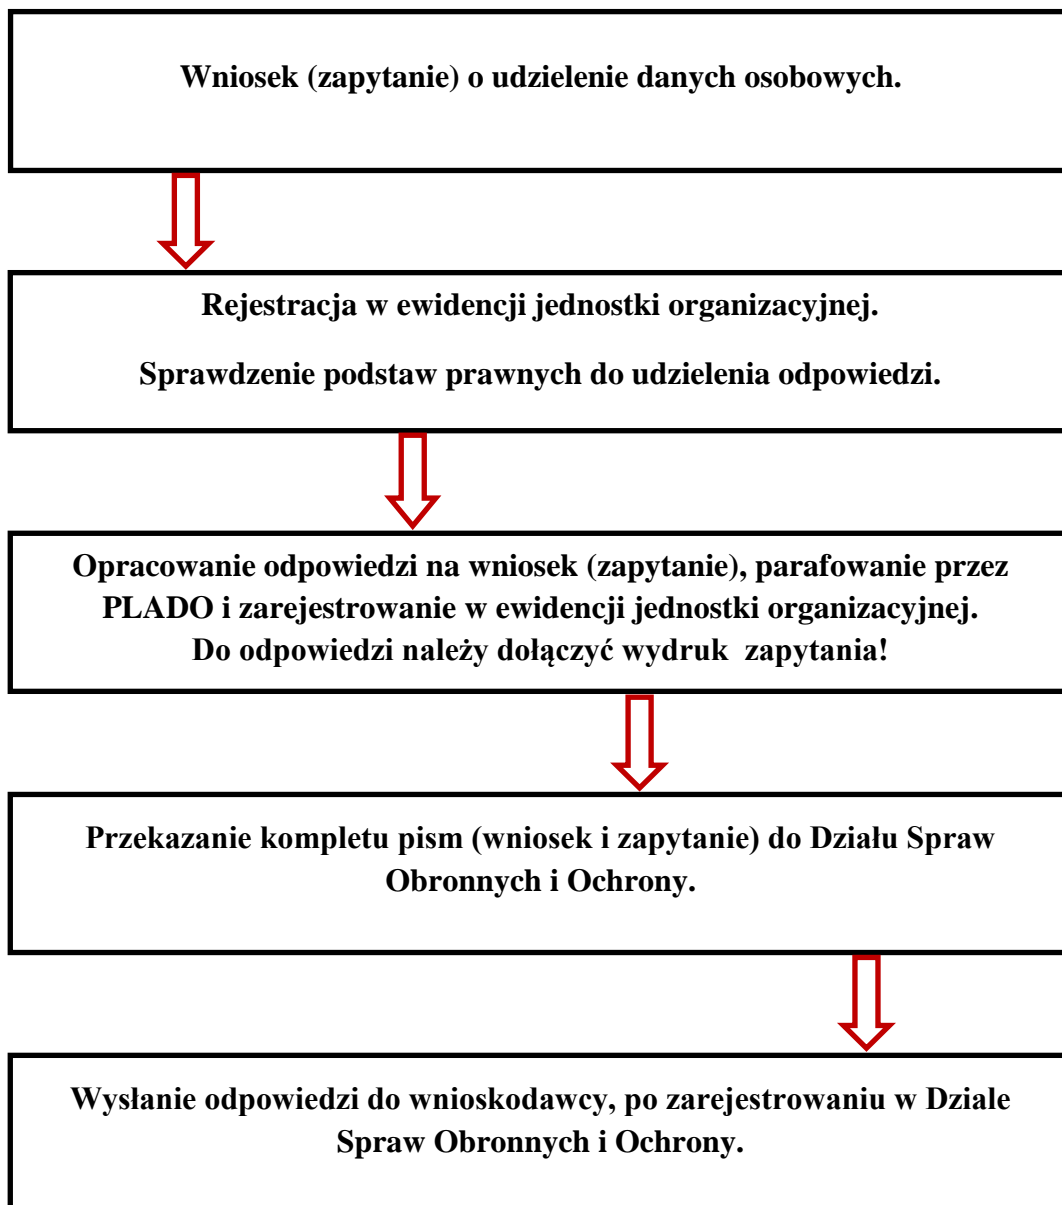 Wniosek (zapytanie) o udzielenie danych osobowych.
Rejestracja w ewidencji jednostki organizacyjnej.
Sprawdzenie podstaw prawnych do udzielenia odpowiedzi.
Opracowanie odpowiedzi na wniosek (zapytanie), parafowanie przez
PLADO i zarejestrowanie w ewidencji jednostki organizacyjnej.
Do odpowiedzi należy dołączyć wydruk  zapytania!
Przekazanie kompletu pism (wniosek i zapytanie) do Działu Spraw
Obronnych i Ochrony.
Wysłanie odpowiedzi do wnioskodawcy, po zarejestrowaniu w Dziale
Spraw Obronnych i Ochrony.